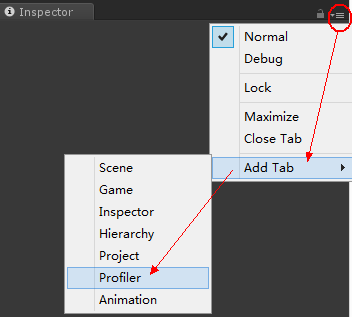 Inspector
Normal
Debug
Lock
Maximize
Close Tab
Add Tab
Scene
Game
Inspector
Hierarchy
Project
Profiler
Animation